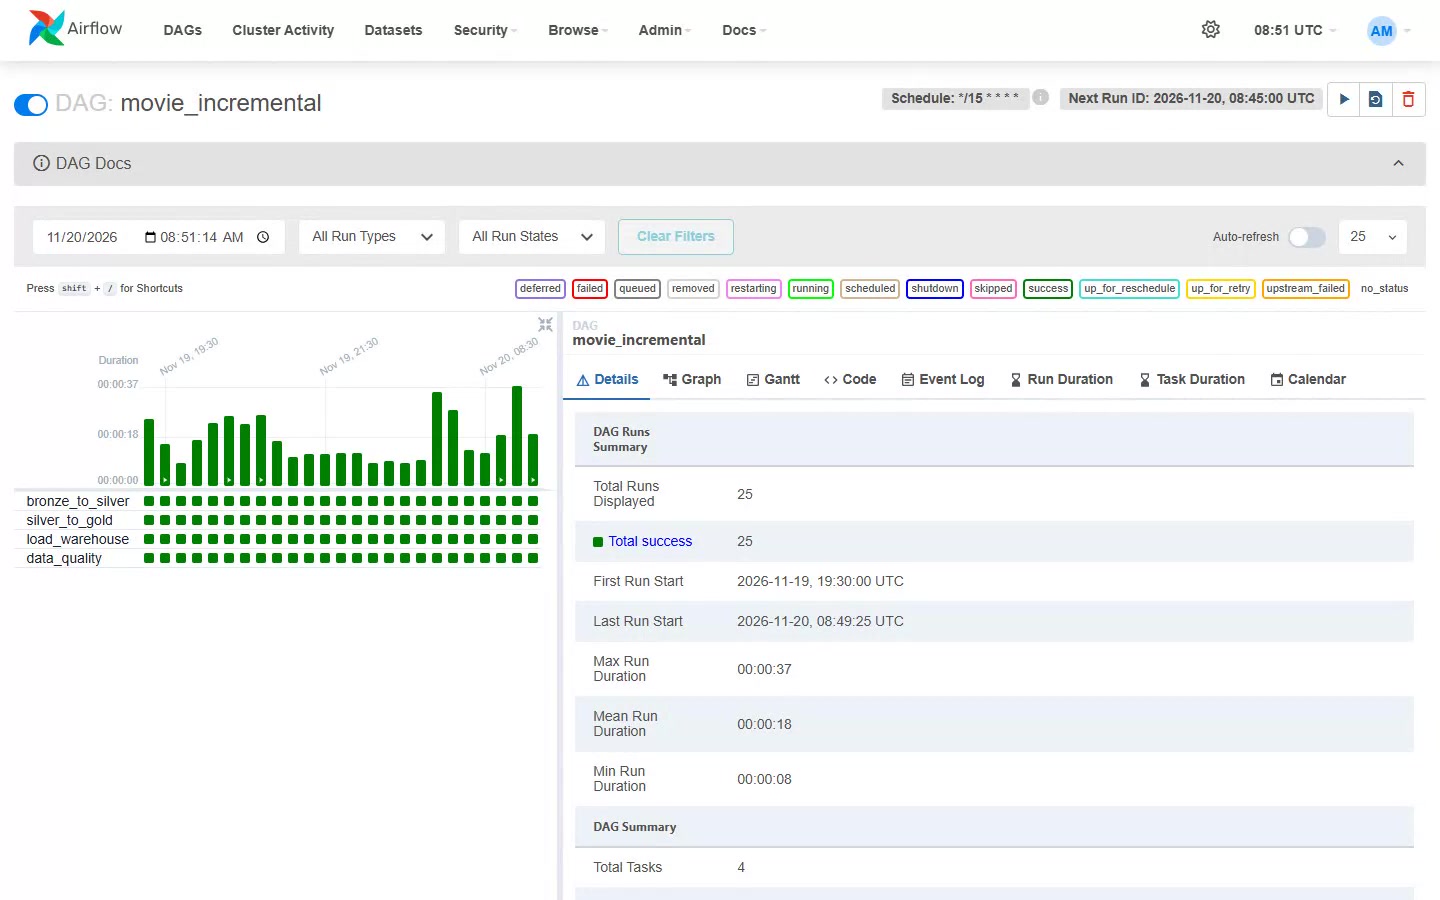 Airflow DAGs Cluster Activity Datasets Security Browse Admin Docs 08:51 UTC AM
DAG: movie_incremental
Schedule: */15 * * * * i Next Run ID: 2026-11-20, 08:45:00 UTC
DAG Docs
11/20/2026 08:51:14 AM All Run Types All Run States Clear Filters Auto-refresh 25
Press shift + / for Shortcuts
deferred failed queued removed restarting running scheduled shutdown skipped success up_for_reschedule up_for_retry upstream_failed no_status
Duration
Nov 19, 19:30 Nov 19, 21:30 Nov 20, 08:30
00:00:37
00:00:18
00:00:00
bronze_to_silver
silver_to_gold
load_warehouse
data_quality
DAG
movie_incremental
Details Graph Gantt Code Event Log Run Duration Task Duration Calendar
DAG Runs
Summary
Total Runs
Displayed
25
Total success 25
First Run Start 2026-11-19, 19:30:00 UTC
Last Run Start 2026-11-20, 08:49:25 UTC
Max Run
Duration
00:00:37
Mean Run
Duration
00:00:18
Min Run
Duration
00:00:08
DAG Summary
Total Tasks 4